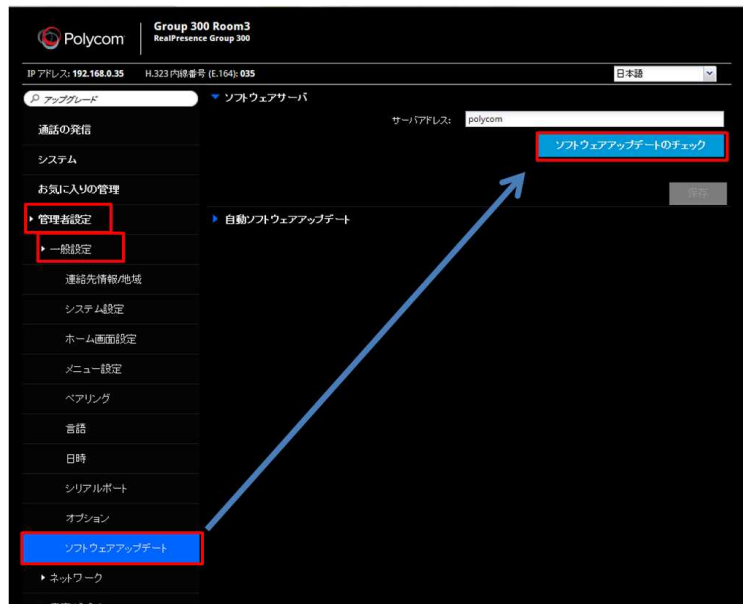 Polycom
Group 300 Room3
RealPresence Group 300
IP アドレス: 192.168.0.35 H.323 内線番号 (E.164): 035
日本語
アップグレード
ソフトウェアサーバ
サーバアドレス: polycom
通話の発信
ソフトウェアアップデートのチェック
システム
お気に入りの管理
保存
管理者設定
自動ソフトウェアアップデート
一般設定
連絡先情報/地域
システム設定
ホーム画面設定
メニュー設定
ペアリング
言語
日時
シリアルポート
オプション
ソフトウェアアップデート
ネットワーク